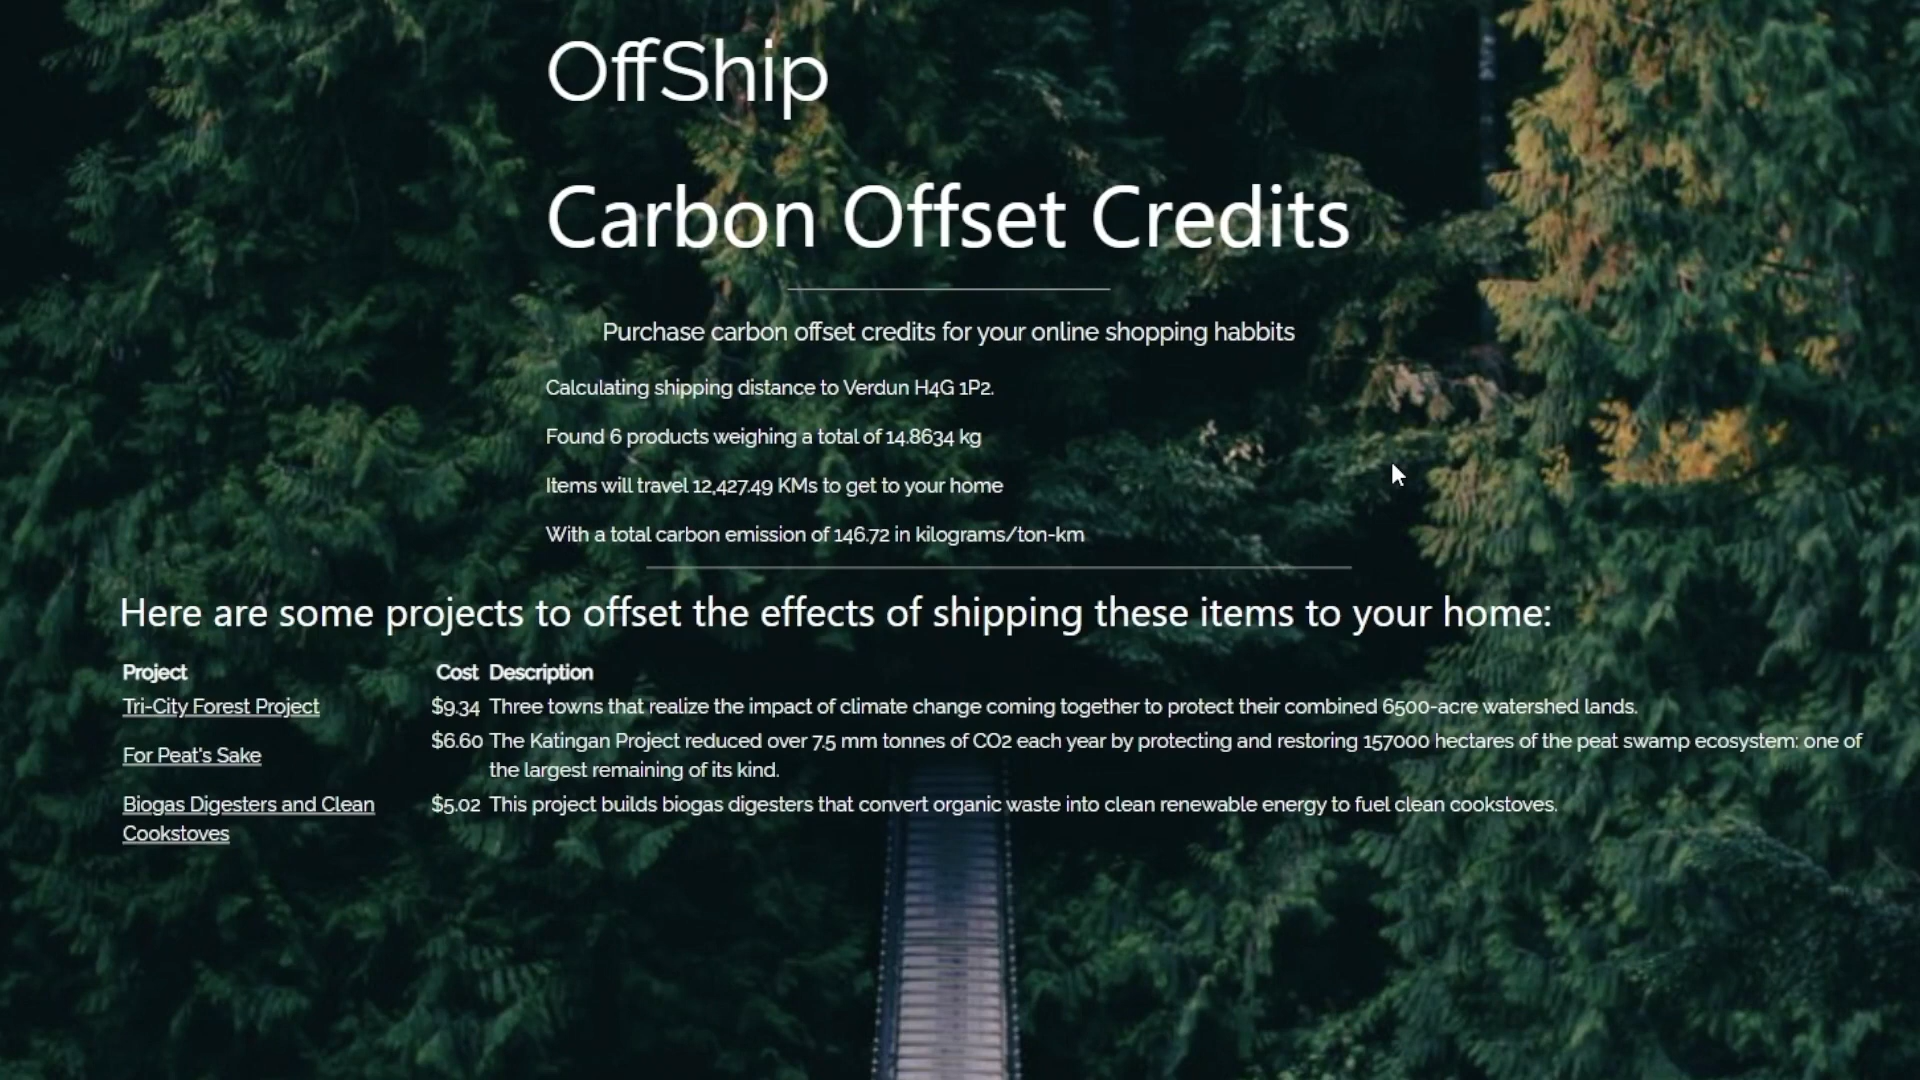 OffShip
Carbon Offset Credits
Purchase carbon offset credits for your online shopping habbits
Calculating shipping distance to Verdun H4G 1P2.
Found 6 products weighing a total of 14.8634 kg
Items will travel 12,427.49 KMs to get to your home
With a total carbon emission of 146.72 in kilograms/ton-km
Here are some projects to offset the effects of shipping these items to your home:
Project Cost Description
Tri-City Forest Project $9.34 Three towns that realize the impact of climate change coming together to protect their combined 6500-acre watershed lands.
For Peat's Sake $6.60 The Katingan Project reduced over 7.5 mm tonnes of CO2 each year by protecting and restoring 157000 hectares of the peat swamp ecosystem: one of
the largest remaining of its kind.
Biogas Digesters and Clean $5.02 This project builds biogas digesters that convert organic waste into clean renewable energy to fuel clean cookstoves.
Cookstoves